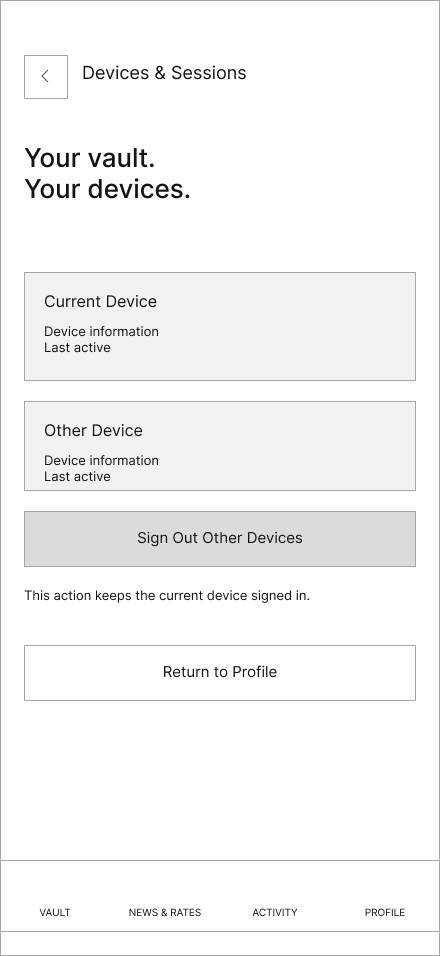 Devices & Sessions
Your vault.
Your devices.
Current Device
Device information
Last active
Other Device
Device information
Last active
Sign Out Other Devices
This action keeps the current device signed in.
Return to Profile
VAULT NEWS & RATES ACTIVITY PROFILE